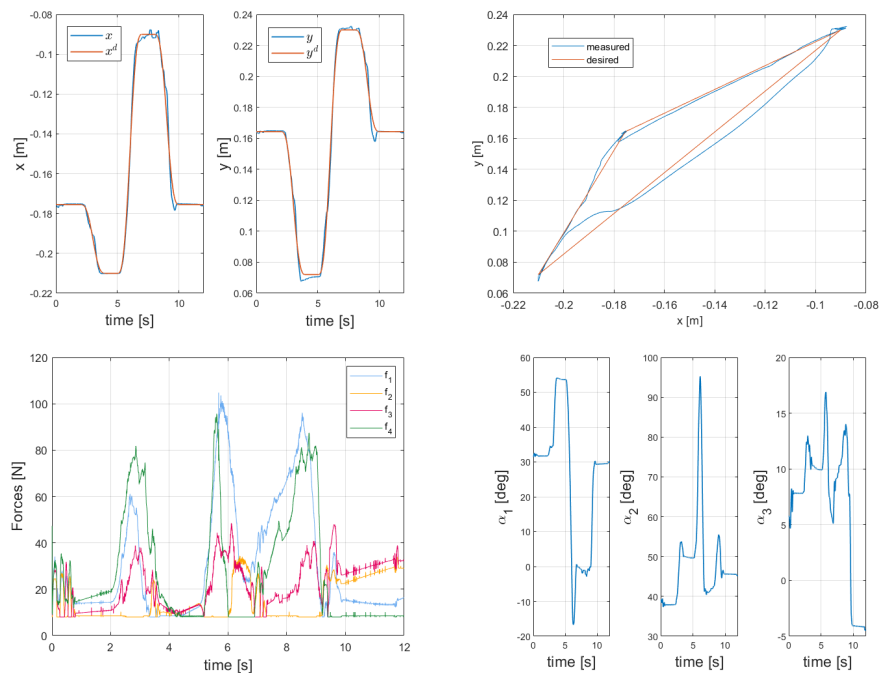 -0.08
-0.1
-0.12
-0.14
-0.16
-0.18
-0.2
-0.22
x [m]
0 5 10
time [s]
x
x^d
0.24
0.22
0.2
0.18
0.16
0.14
0.12
0.1
0.08
0.06
y [m]
0 5 10
time [s]
y
y^d
0.24
0.22
0.2
0.18
0.16
0.14
0.12
0.1
0.08
0.06
y [m]
-0.22 -0.2 -0.18 -0.16 -0.14 -0.12 -0.1 -0.08
x [m]
measured
desired
120
100
80
60
40
20
0
Forces [N]
0 2 4 6 8 10 12
time [s]
f_1
f_2
f_3
f_4
60
50
40
30
20
10
0
-10
-20
α_1 [deg]
0 5 10
time [s]
100
90
80
70
60
50
40
30
α_2 [deg]
0 5 10
time [s]
20
15
10
5
0
-5
α_3 [deg]
0 5 10
time [s]